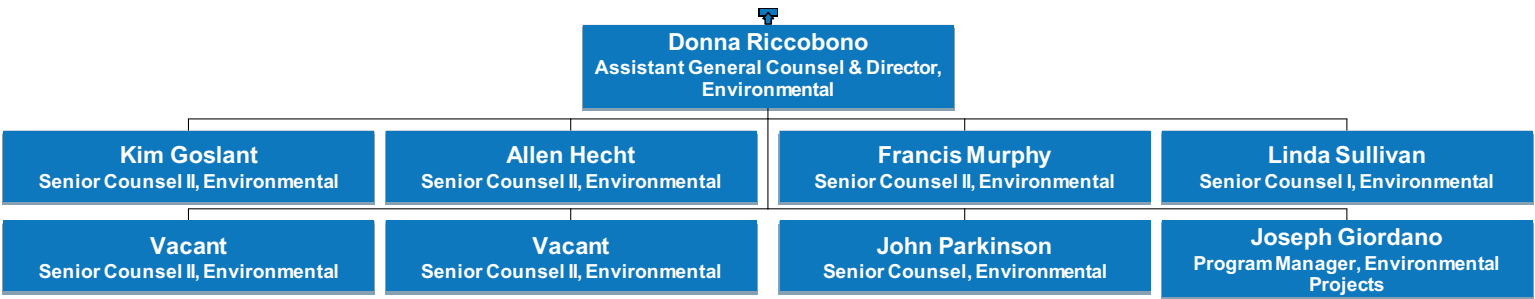 Donna Riccobono
Assistant General Counsel & Director,
Environmental
Kim Goslant
Senior Counsel II, Environmental
Allen Hecht
Senior Counsel II, Environmental
Francis Murphy
Senior Counsel II, Environmental
Linda Sullivan
Senior Counsel I, Environmental
Vacant
Senior Counsel II, Environmental
Vacant
Senior Counsel II, Environmental
John Parkinson
Senior Counsel, Environmental
Joseph Giordano
Program Manager, Environmental
Projects